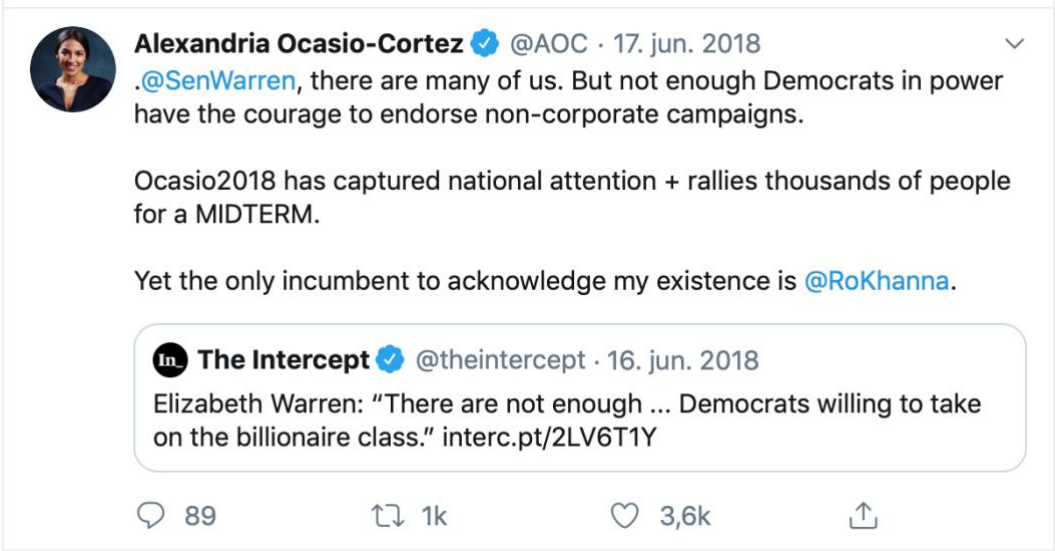 Alexandria Ocasio-Cortez @AOC · 17. jun. 2018
.@SenWarren, there are many of us. But not enough Democrats in power
have the courage to endorse non-corporate campaigns.
Ocasio2018 has captured national attention + rallies thousands of people
for a MIDTERM.
Yet the only incumbent to acknowledge my existence is @RoKhanna.
In_ The Intercept @theintercept · 16. jun. 2018
Elizabeth Warren: “There are not enough ... Democrats willing to take
on the billionaire class.” interc.pt/2LV6T1Y
89 1k 3,6k